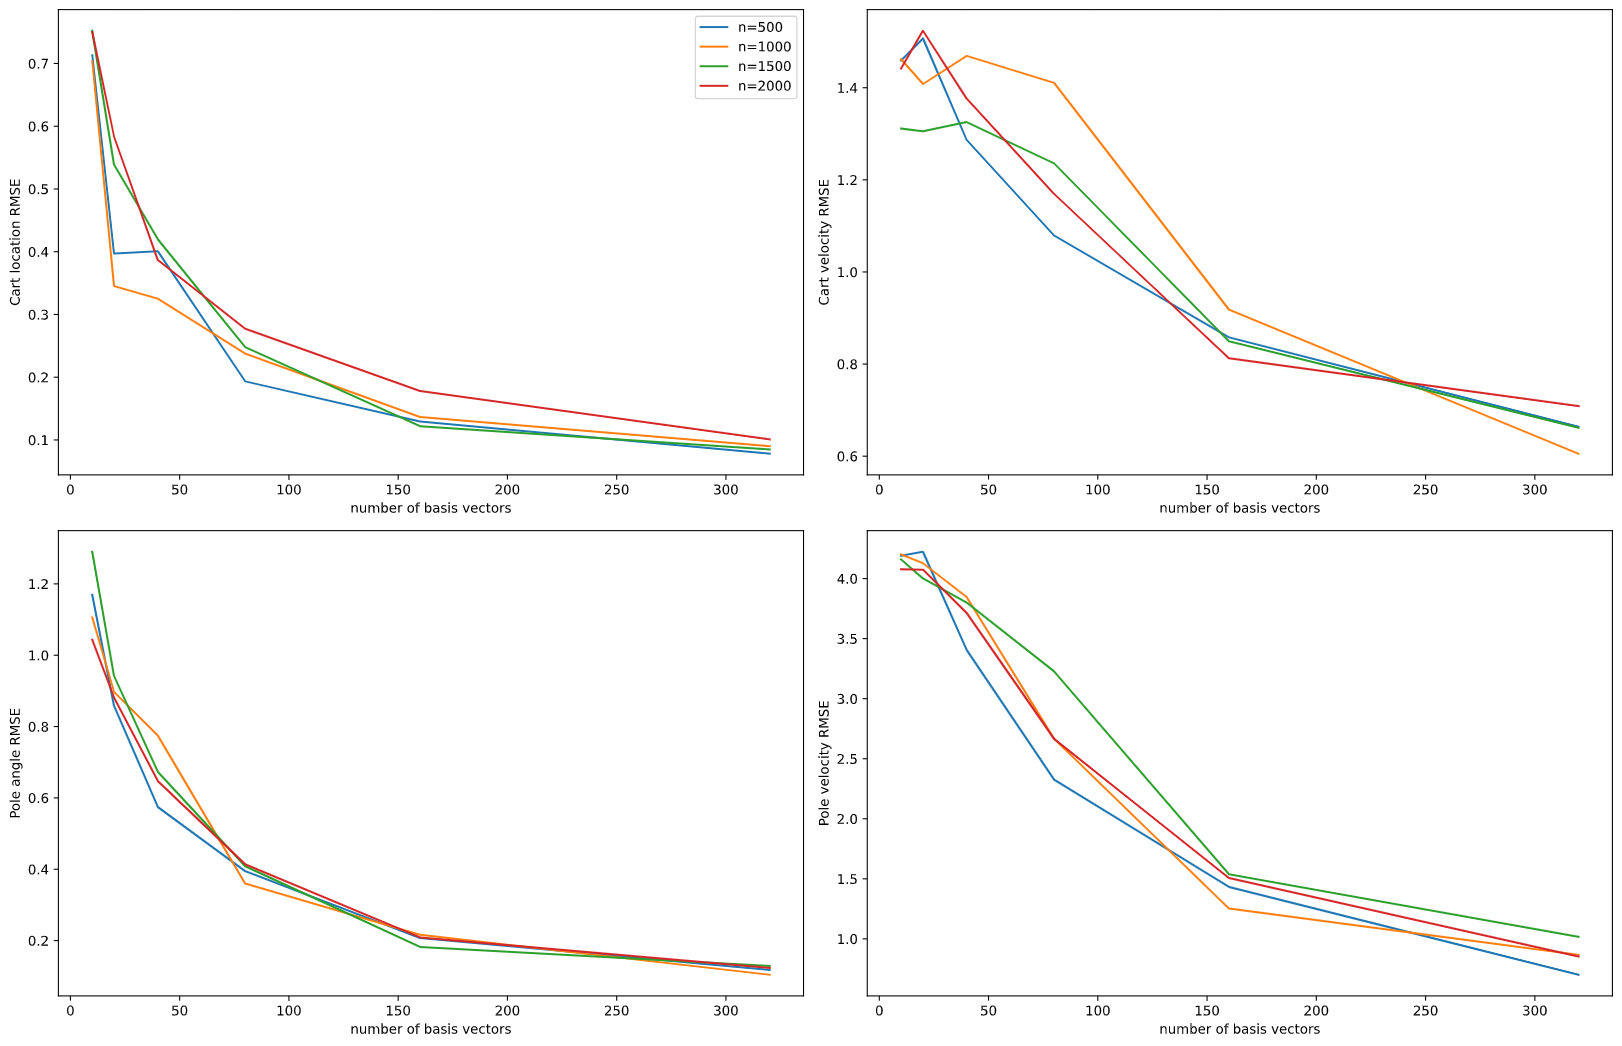 Cart location RMSE
0.7
0.6
0.5
0.4
0.3
0.2
0.1
n=500
n=1000
n=1500
n=2000
0 50 100 150 200 250 300
number of basis vectors
Cart velocity RMSE
1.4
1.2
1.0
0.8
0.6
0 50 100 150 200 250 300
number of basis vectors
Pole angle RMSE
1.2
1.0
0.8
0.6
0.4
0.2
0 50 100 150 200 250 300
number of basis vectors
Pole velocity RMSE
4.0
3.5
3.0
2.5
2.0
1.5
1.0
0 50 100 150 200 250 300
number of basis vectors